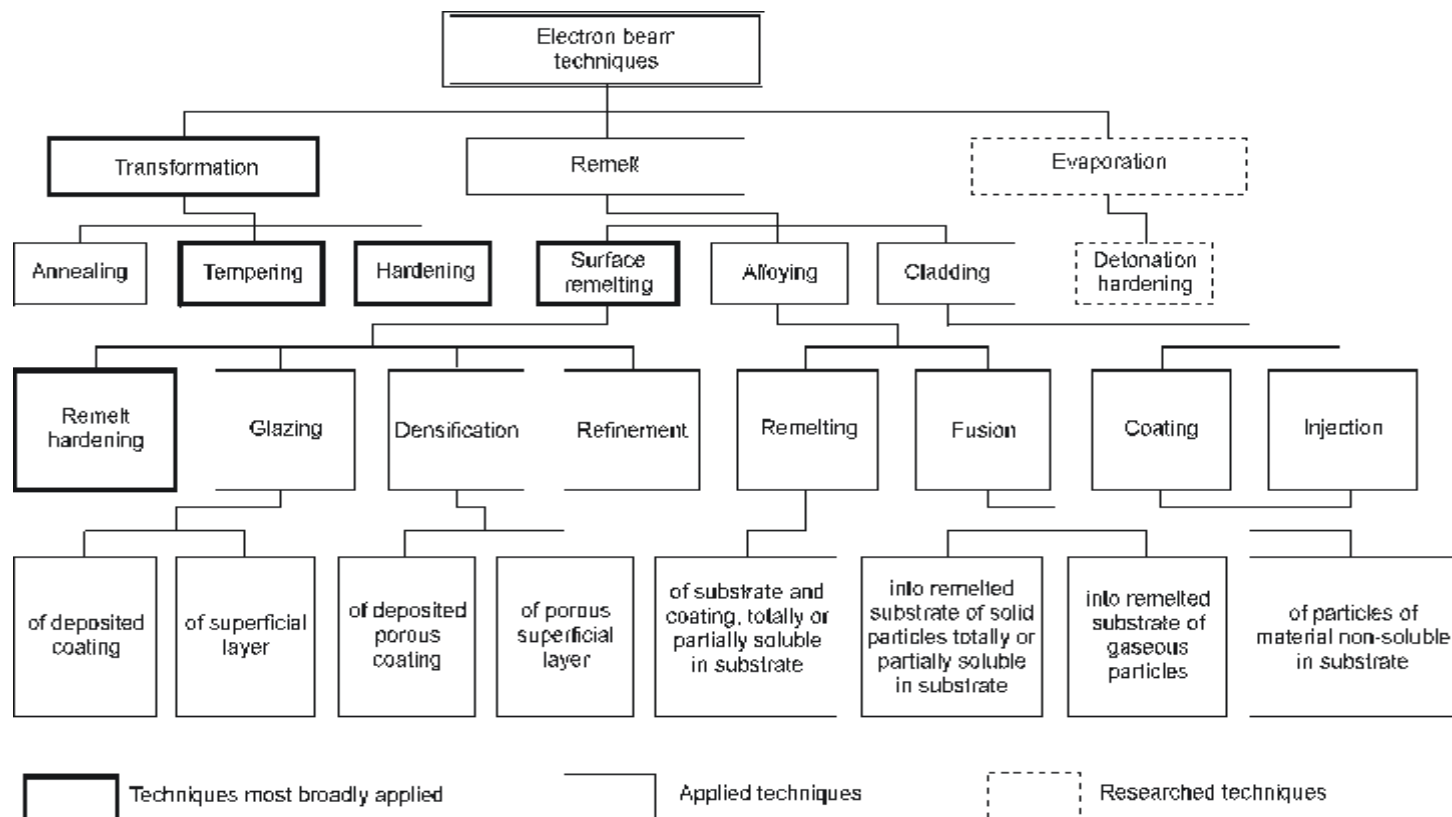 Electron beam
techniques
Transformation
Remelt
Evaporation
Annealing
Tempering
Hardening
Surface
remelting
Alloying
Cladding
Detonation
hardening
Remelt
hardening
Glazing
Densification
Refinement
Remelting
Fusion
Coating
Injection
of deposited
coating
of superficial
layer
of deposited
porous
coating
of porous
superficial
layer
of substrate and
coating, totally or
partially soluble
in substrate
into remelted
substrate of solid
particles totally or
partially soluble
in substrate
into remelted
substrate of
gaseous
particles
of particles of
material non-soluble
in substrate
Techniques most broadly applied
Applied techniques
Researched techniques